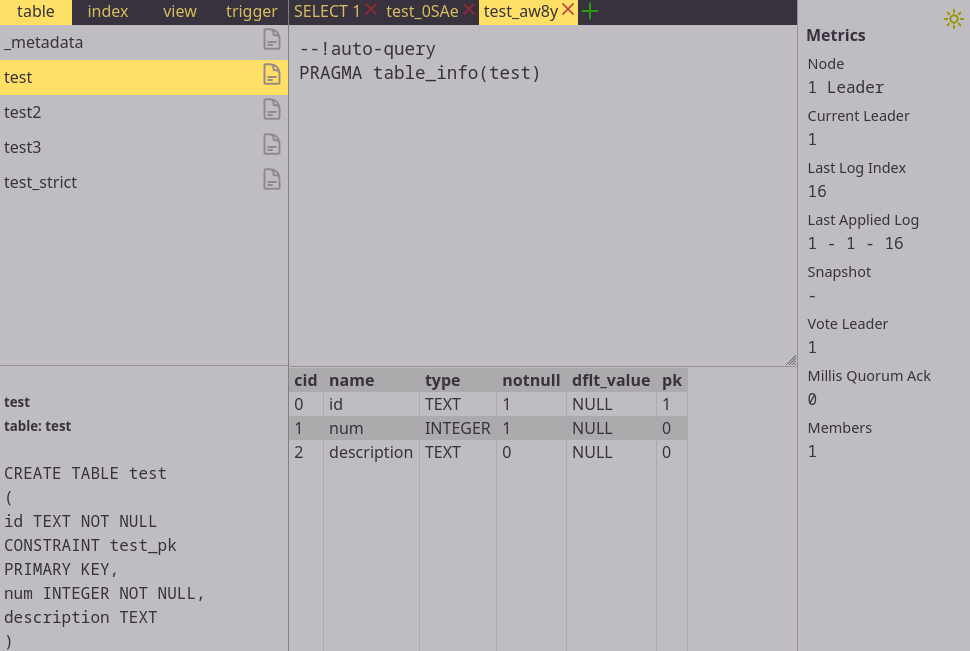 table index view trigger
_metadata
test
test2
test3
test_strict
test
table: test
CREATE TABLE test
(
id TEXT NOT NULL
CONSTRAINT test_pk
PRIMARY KEY,
num INTEGER NOT NULL,
description TEXT
)
SELECT 1 test_0SAe test_aw8y
--!auto-query
PRAGMA table_info(test)
cid name type notnull dflt_value pk
0 id TEXT 1 NULL 1
1 num INTEGER 1 NULL 0
2 description TEXT 0 NULL 0
Metrics
Node
1 Leader
Current Leader
1
Last Log Index
16
Last Applied Log
1 - 1 - 16
Snapshot
-
Vote Leader
1
Millis Quorum Ack
0
Members
1